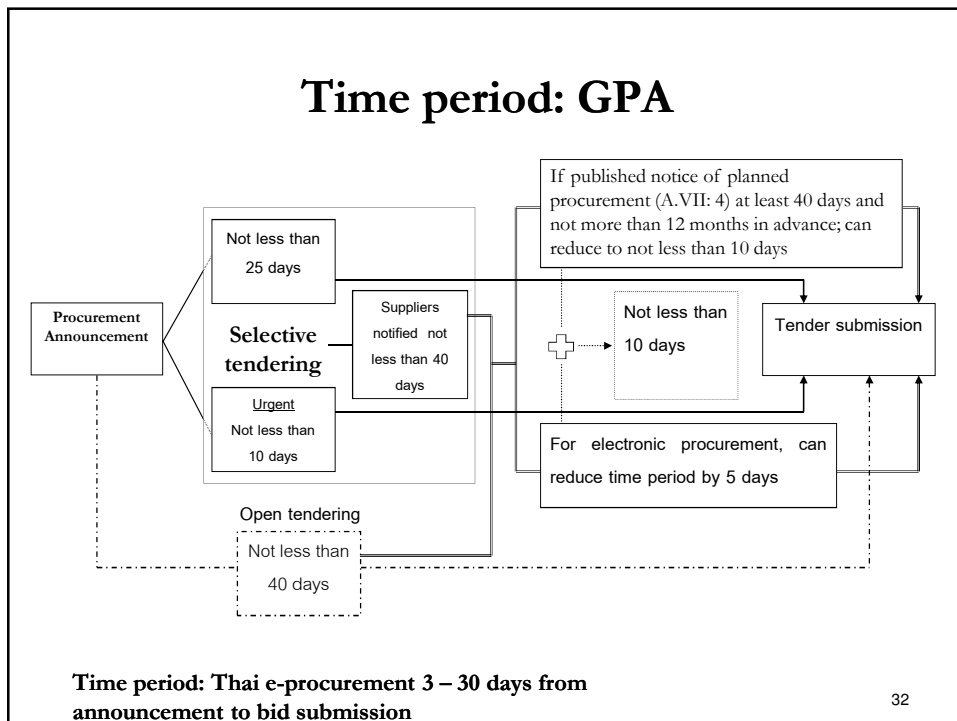 Time period: GPA
If published notice of planned
procurement (A.VII: 4) at least 40 days and
not more than 12 months in advance; can
reduce to not less than 10 days
Not less than
25 days
Procurement
Announcement
Selective
tendering
Suppliers
notified not
less than 40
days
Not less than
10 days
Tender submission
Urgent
Not less than
10 days
For electronic procurement, can
reduce time period by 5 days
Open tendering
Not less than
40 days
Time period: Thai e-procurement 3 – 30 days from
announcement to bid submission
32